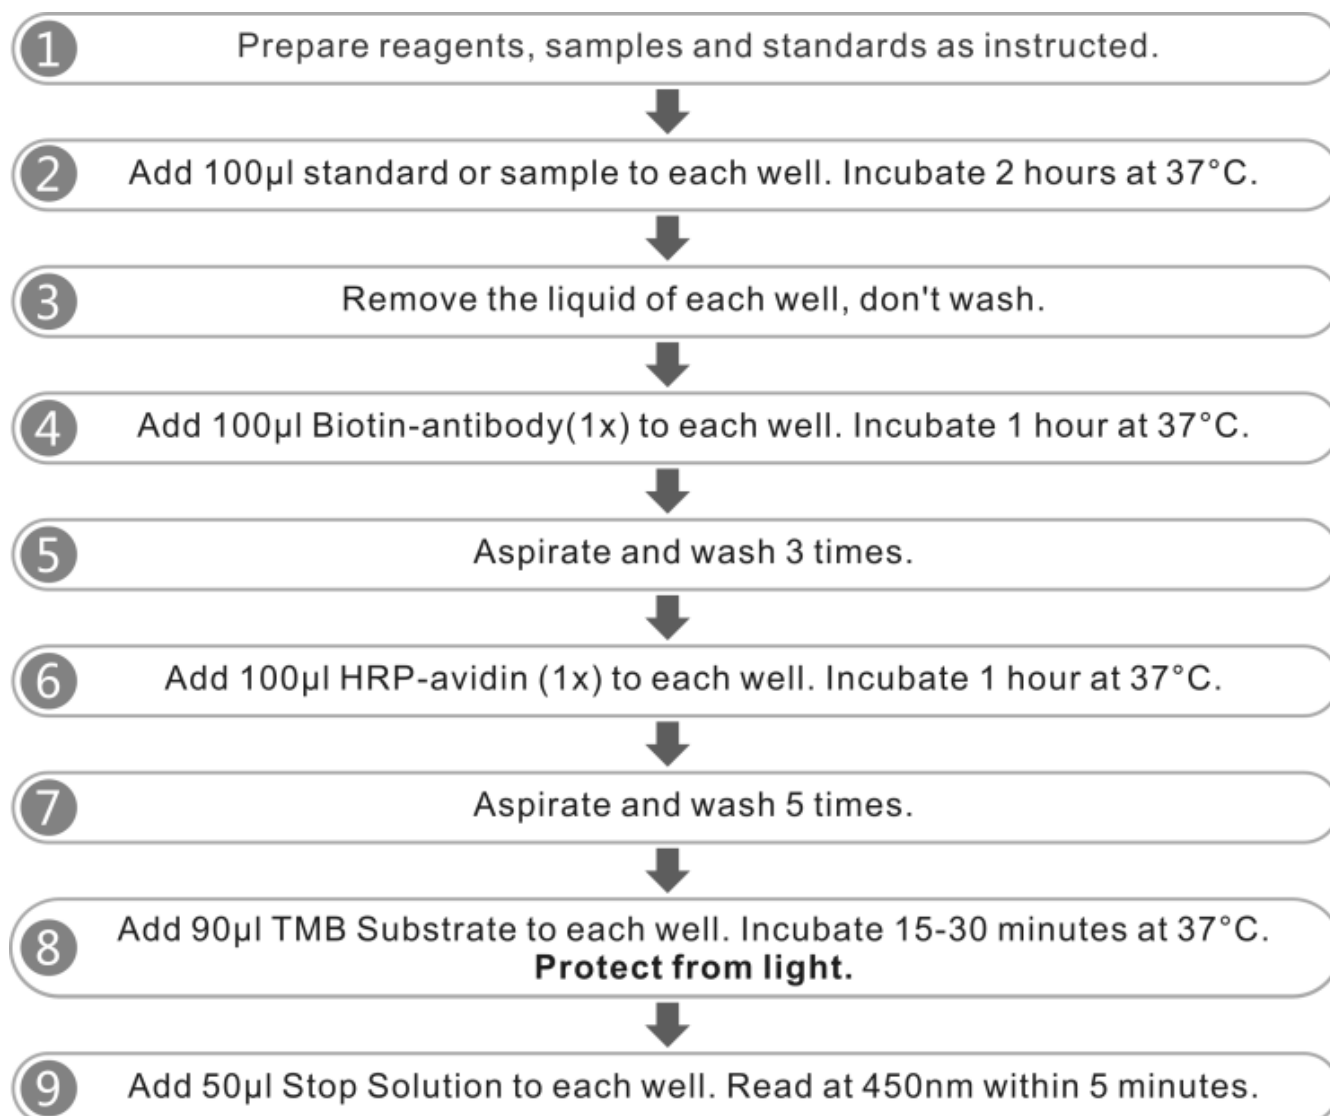 1 Prepare reagents, samples and standards as instructed.
2 Add 100µl standard or sample to each well. Incubate 2 hours at 37°C.
3 Remove the liquid of each well, don't wash.
4 Add 100µl Biotin-antibody(1x) to each well. Incubate 1 hour at 37°C.
5 Aspirate and wash 3 times.
6 Add 100µl HRP-avidin (1x) to each well. Incubate 1 hour at 37°C.
7 Aspirate and wash 5 times.
8 Add 90µl TMB Substrate to each well. Incubate 15-30 minutes at 37°C.
Protect from light.
9 Add 50µl Stop Solution to each well. Read at 450nm within 5 minutes.